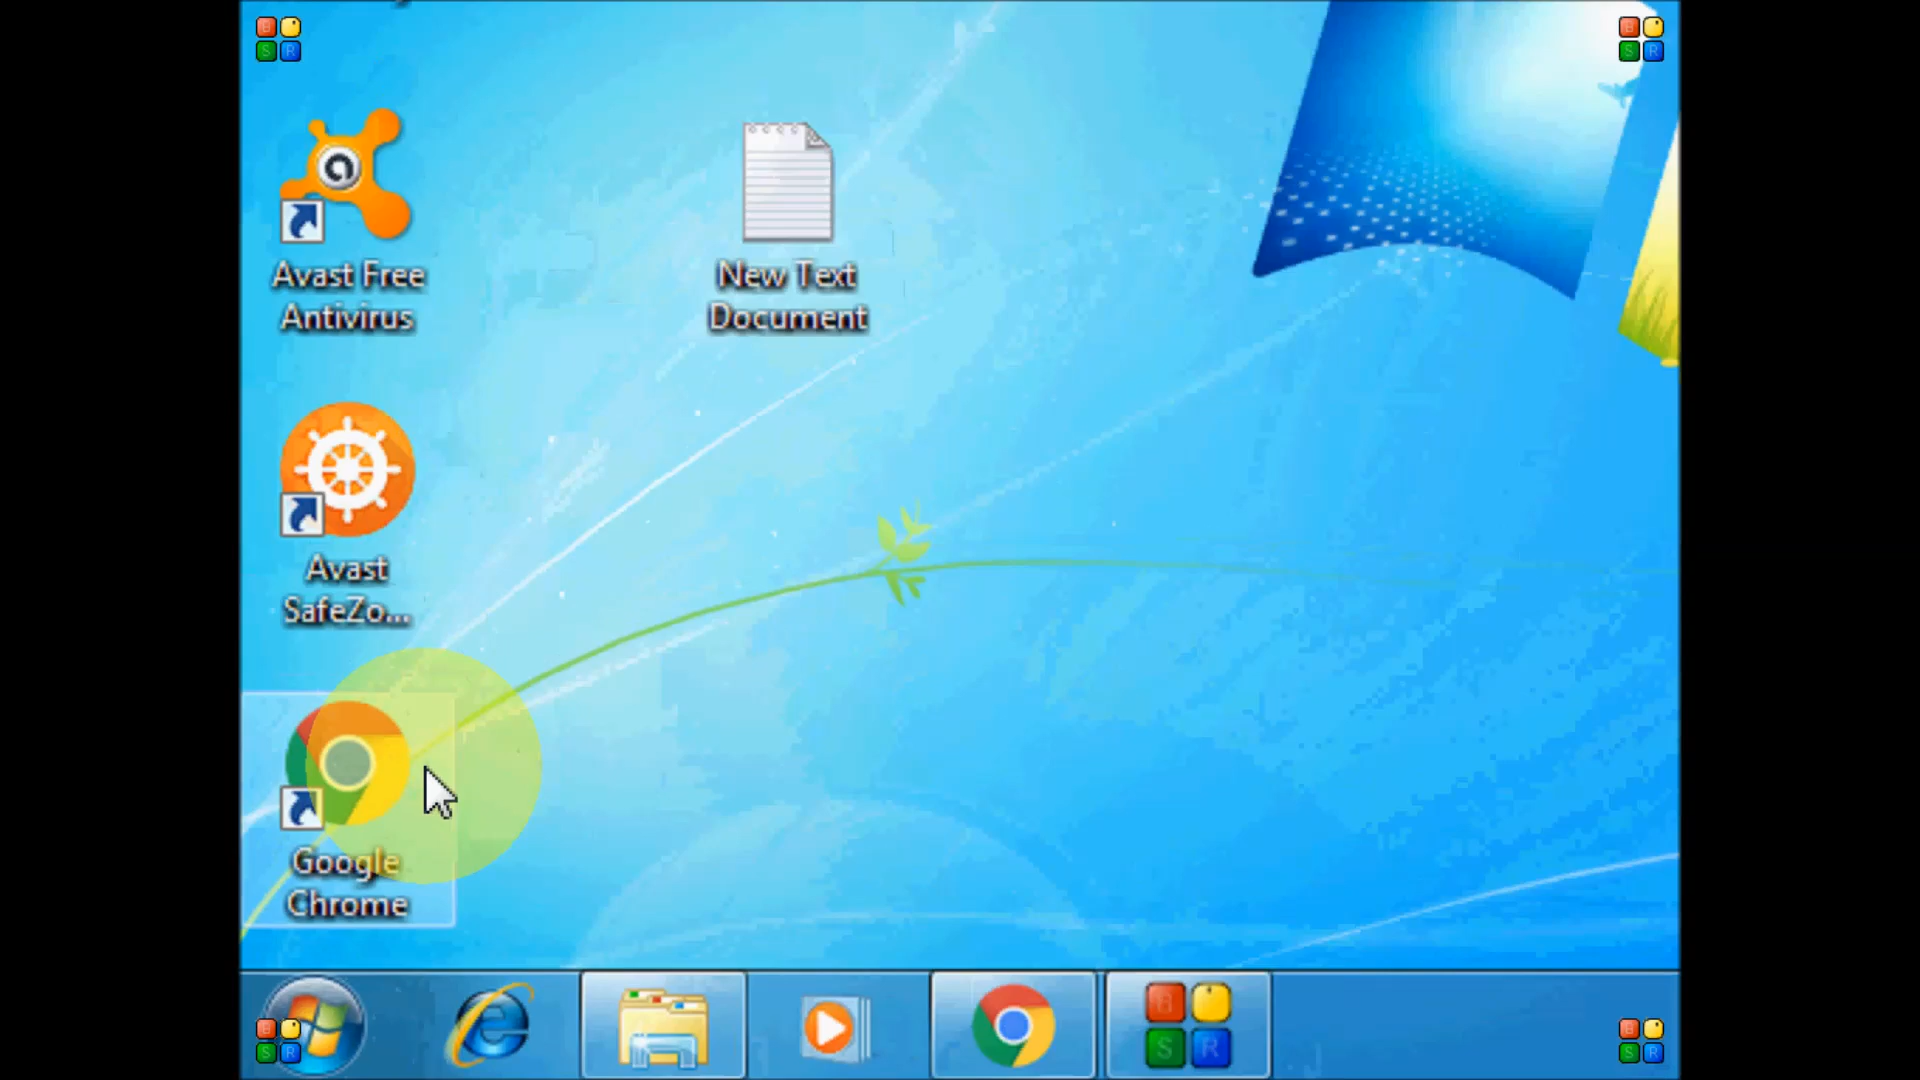 Avast Free
Antivirus
New Text
Document
Avast
SafeZo...
Google
Chrome
B
S R
B
S R
B
S R
B
S R
B
S R